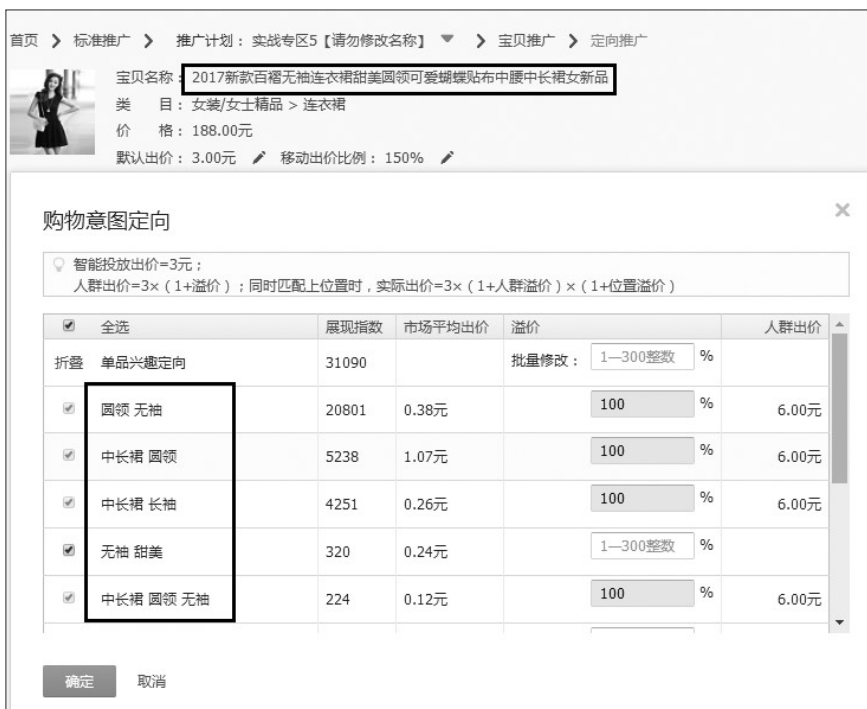 首页 > 标准推广 > 推广计划：实战专区5【请勿修改名称】 ▼ > 宝贝推广 > 定向推广
宝贝名称：2017新款百褶无袖连衣裙甜美圆领可爱蝴蝶贴布中腰中长裙女新品
类 目：女装/女士精品 > 连衣裙
价 格：188.00元
默认出价：3.00元 移动出价比例：150%
购物意图定向 ×
智能投放出价=3元；
人群出价=3×（1+溢价）；同时匹配上位置时，实际出价=3×（1+人群溢价）×（1+位置溢价）
全选 展现指数 市场平均出价 溢价 人群出价
折叠 单品兴趣定向 31090 批量修改： 1—300整数 %
圆领 无袖 20801 0.38元 100 % 6.00元
中长裙 圆领 5238 1.07元 100 % 6.00元
中长裙 长袖 4251 0.26元 100 % 6.00元
无袖 甜美 320 0.24元 1—300整数 %
中长裙 圆领 无袖 224 0.12元 100 % 6.00元
确定 取消